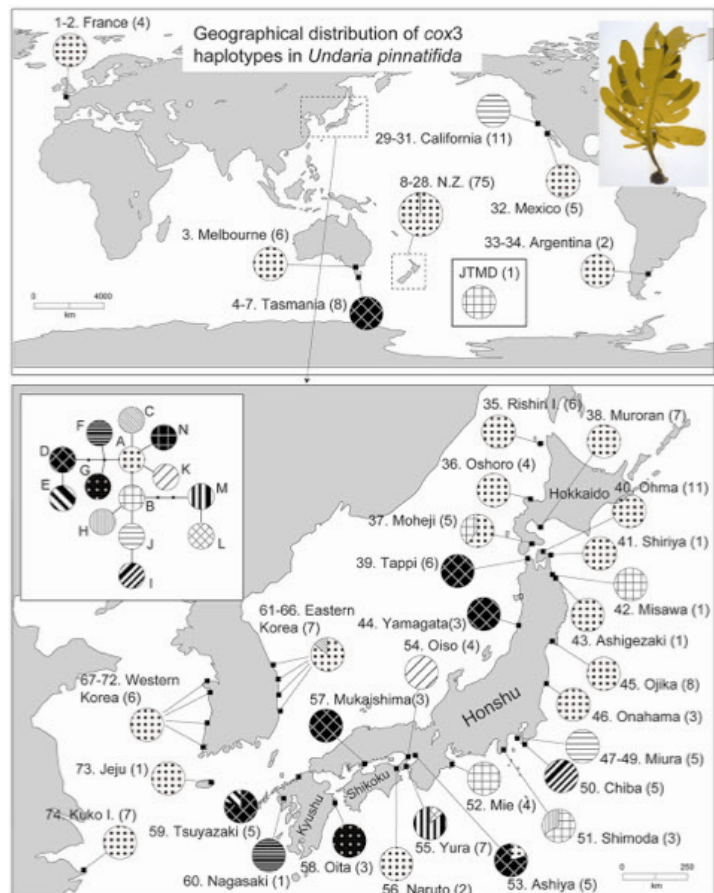 1-2. France (4)
Geographical distribution of cox3
haplotypes in Undaria pinnatifida
29-31. California (11)
8-28. N.Z. (75)
32. Mexico (5)
3. Melbourne (6)
33-34. Argentina (2)
JTMD (1)
4-7. Tasmania (8)
0 4000
km
C
F
A
N
D
K
G
E
M
B
H
L
J
I
35. Rishiri I. (6)
38. Muroran (7)
36. Oshoro (4)
Hokkaido
40. Ohma (11)
37. Moheji (5)
41. Shiriya (1)
39. Tappi (6)
42. Misawa (1)
61-66. Eastern
Korea (7)
44. Yamagata(3)
43. Ashigezaki (1)
54. Oiso (4)
67-72. Western
Korea (6)
45. Ojika (8)
57. Mukaishima(3)
Honshu
46. Onahama (3)
73. Jeju (1)
47-49. Miura (5)
Shikoku
50. Chiba (5)
74. Kuko I. (7)
Kyushu
52. Mie (4)
59. Tsuyazaki (5)
51. Shimoda (3)
55. Yura (7)
58. Oita (3)
60. Nagasaki (1)
53. Ashiya (5)
56. Naruto (2)
0 250
km